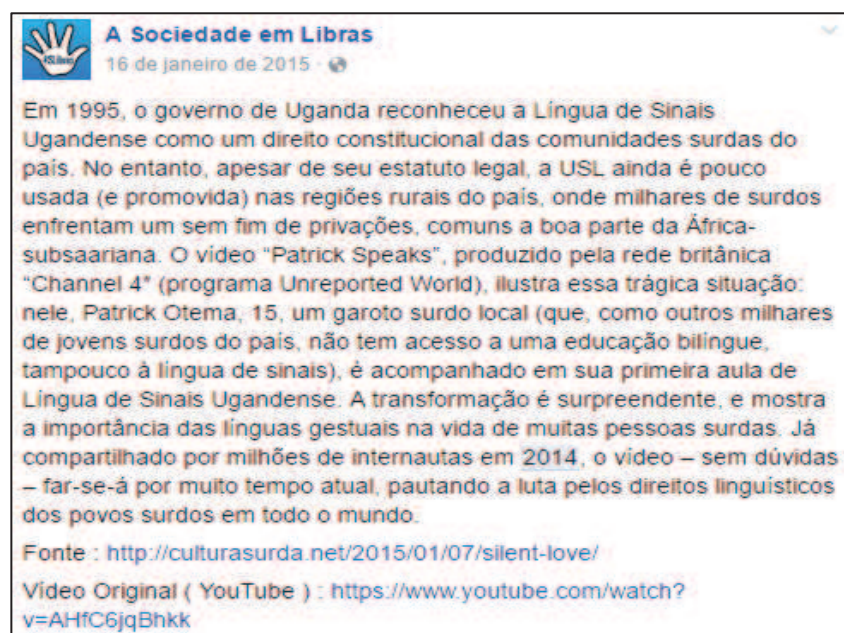 A Sociedade em Libras
16 de janeiro de 2015 ·
Em 1995, o governo de Uganda reconheceu a Língua de Sinais
Ugandense como um direito constitucional das comunidades surdas do
país. No entanto, apesar de seu estatuto legal, a USL ainda é pouco
usada (e promovida) nas regiões rurais do país, onde milhares de surdos
enfrentam um sem fim de privações, comuns a boa parte da África-
subsaariana. O vídeo “Patrick Speaks”, produzido pela rede britânica
“Channel 4" (programa Unreported World), ilustra essa trágica situação:
nele, Patrick Otema, 15, um garoto surdo local (que, como outros milhares
de jovens surdos do país, não tem acesso a uma educação bilíngue,
tampouco à língua de sinais), é acompanhado em sua primeira aula de
Língua de Sinais Ugandense. A transformação é surpreendente, e mostra
a importância das línguas gestuais na vida de muitas pessoas surdas. Já
compartilhado por milhões de internautas em 2014, o vídeo – sem dúvidas
– far-se-á por muito tempo atual, pautando a luta pelos direitos linguísticos
dos povos surdos em todo o mundo.
Fonte : http://culturasurda.net/2015/01/07/silent-love/
Vídeo Original ( YouTube ) : https://www.youtube.com/watch?
v=AHfC6jqBhkk